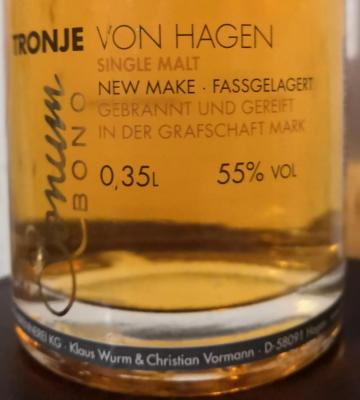 TRONJE VON HAGEN
SINGLE MALT
NEW MAKE · FASSGELAGERT
GEBRANNT UND GEREIFT
IN DER GRAFSCHAFT MARK
BONO
0,35L 55% VOL
KG · Klaus Wurm & Christian Vormann · D-58091 Hagen